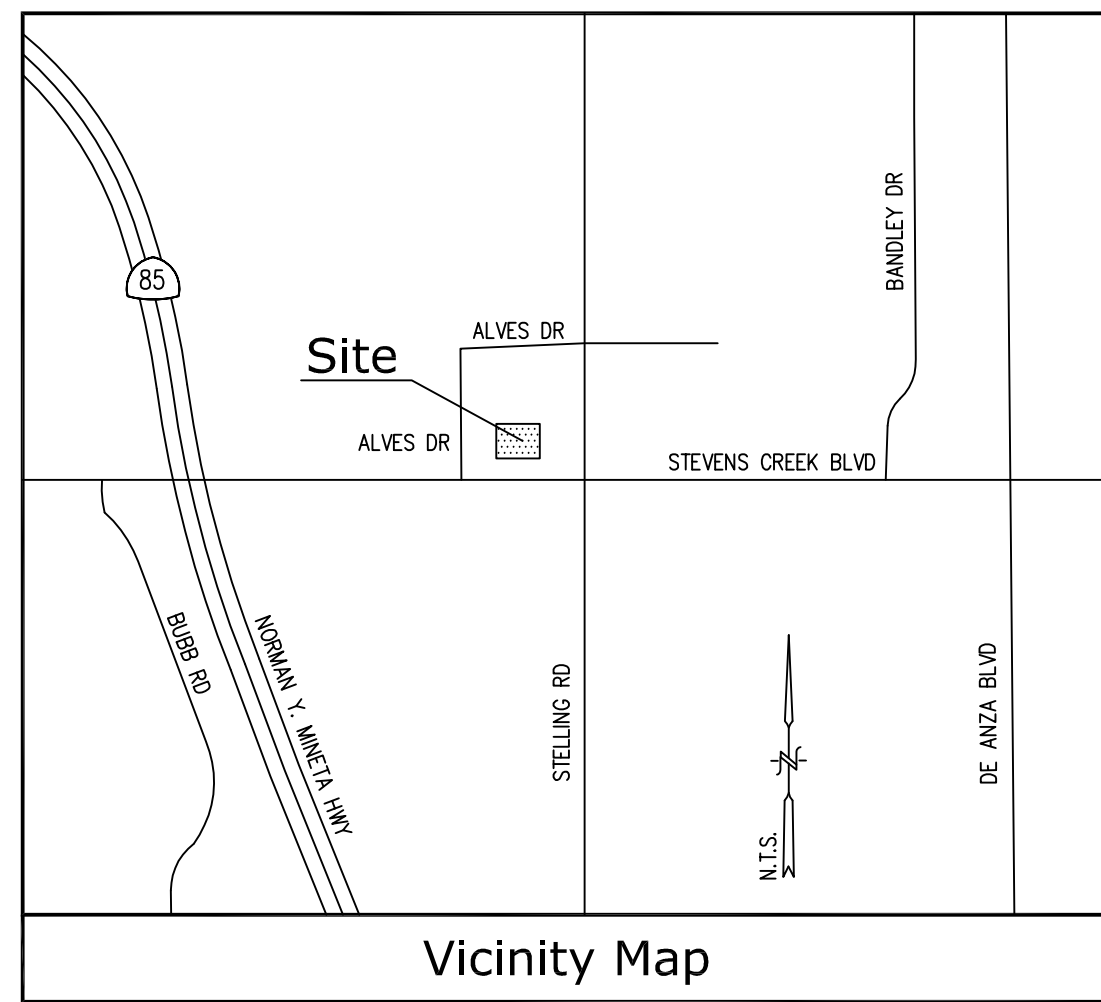 BANDLEY DR
85
ALVES DR
Site
ALVES DR
STEVENS CREEK BLVD
BUBB RD
NORMAN Y. MINETA HWY
STELLING RD
DE ANZA BLVD
N
N.T.S.
Vicinity Map